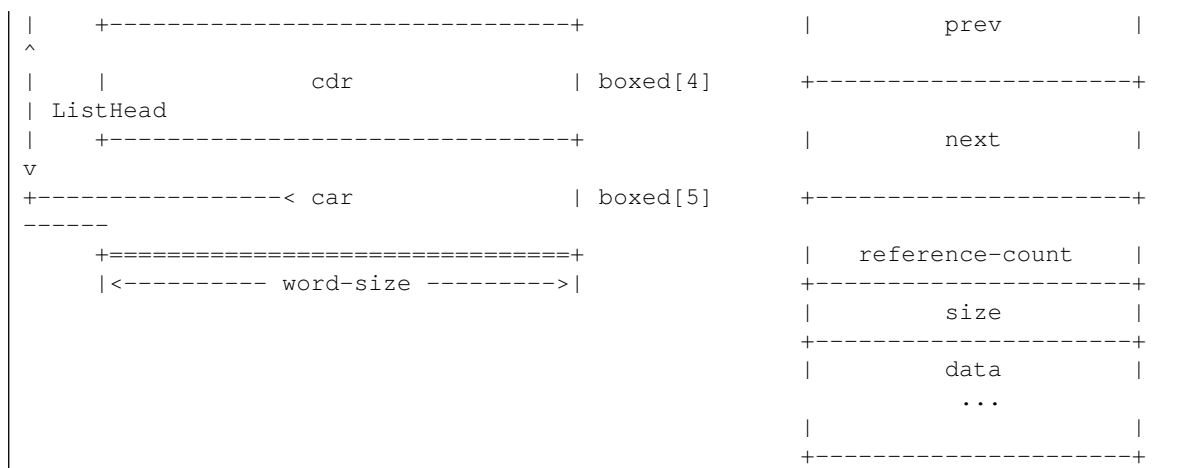 |    +--------------------------------+               |         prev         |
^
|    |              cdr               | boxed[4]      +----------------------+
| ListHead
|    +--------------------------------+               |         next         |
v
+-----------------< car               | boxed[5]      +----------------------+
------
     +================================+               |   reference-count    |
     |<---------- word-size --------->|               +----------------------+
                                                      |         size         |
                                                      +----------------------+
                                                      |         data         |
                                                                 ...
                                                      |                      |
                                                      +----------------------+